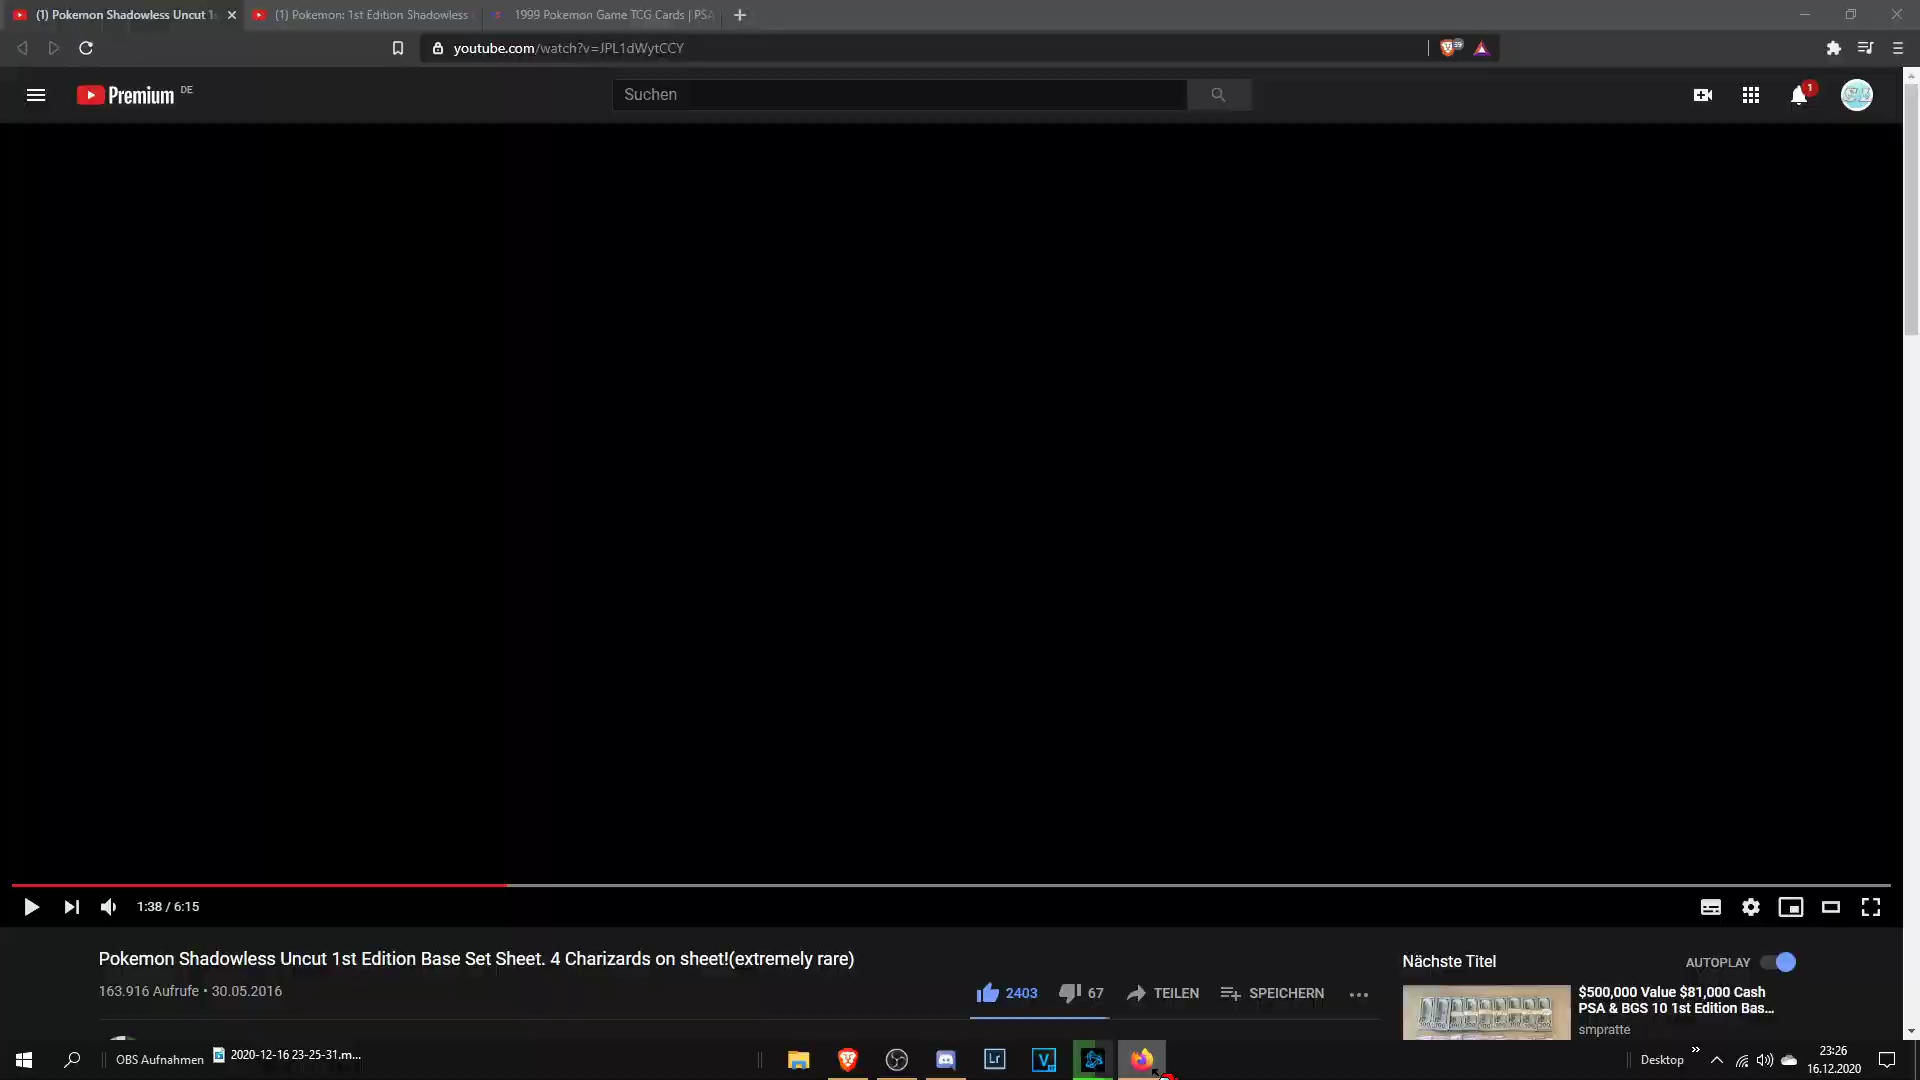 (1) Pokemon Shadowless Uncut 1
(1) Pokemon: 1st Edition Shadowless
1999 Pokemon Game TCG Cards | PSA
youtube.com/watch?v=JPL1dWytCCY
39
Premium DE
Suchen
1
1:38 / 6:15
Pokemon Shadowless Uncut 1st Edition Base Set Sheet. 4 Charizards on sheet!(extremely rare)
163.916 Aufrufe • 30.05.2016
2403
67
TEILEN
SPEICHERN
Nächste Titel
AUTOPLAY
$500,000 Value $81,000 Cash
PSA & BGS 10 1st Edition Bas...
smpratte
OBS Aufnahmen
2020-12-16 23-25-31.m...
Lr
V
Desktop
23:26
16.12.2020